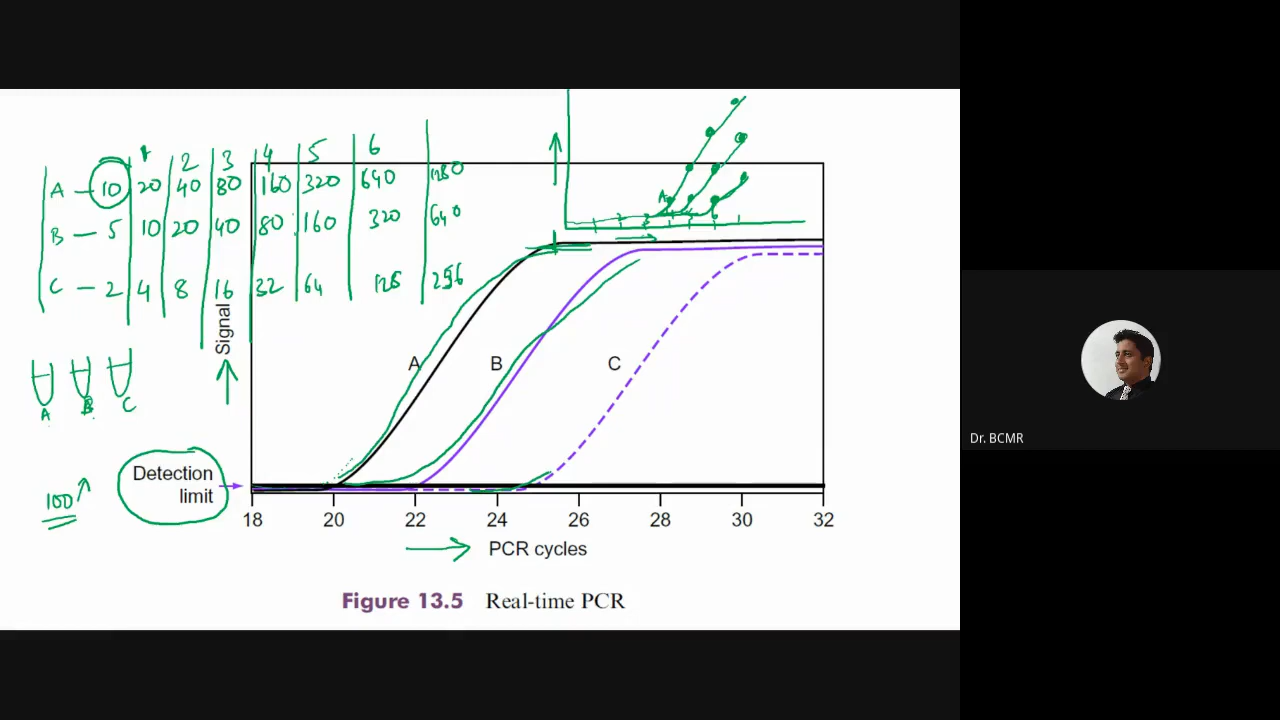 1 2 3 4 5 6
A — 10 20 40 80 160 320 640 1280
B — 5 10 20 40 80 160 320 640
C — 2 4 8 16 32 64 128 256
A
Signal
A B C
A B C
Detection
limit
100
18 20 22 24 26 28 30 32
PCR cycles
Figure 13.5 Real-time PCR
Dr. BCMR